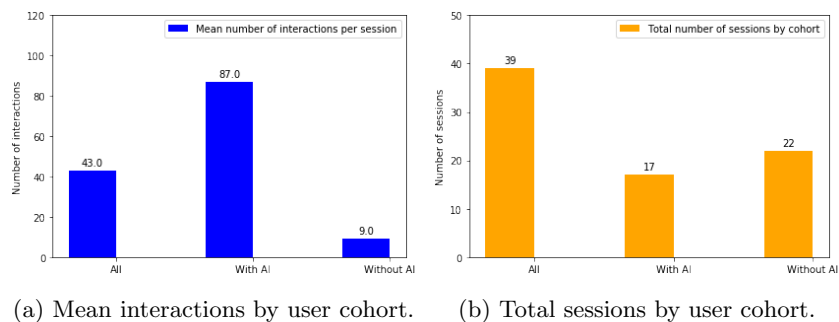 Mean number of interactions per session
Number of interactions
120
100
80
60
40
20
0
43.0
87.0
9.0
All
With AI
Without AI
Total number of sessions by cohort
Number of sessions
50
40
30
20
10
0
39
17
22
All
With AI
Without AI
(a) Mean interactions by user cohort.
(b) Total sessions by user cohort.